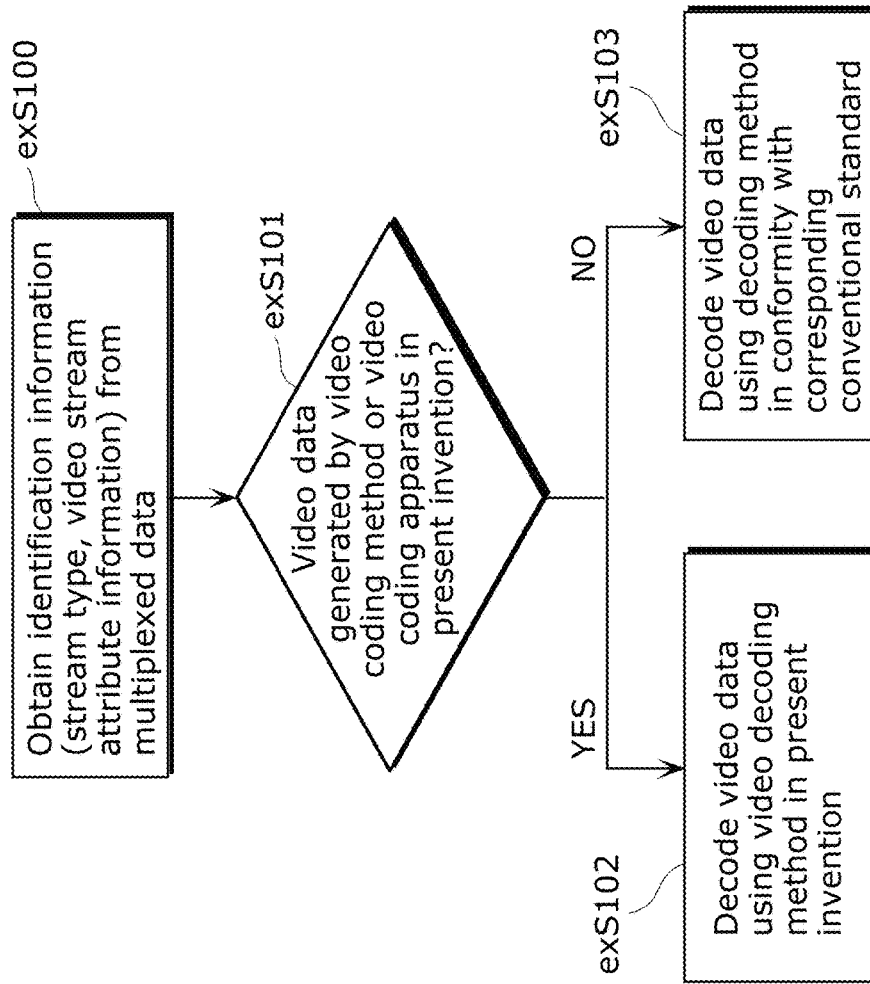 exS100
Obtain identification information
(stream type, video stream
attribute information) from
multiplexed data
exS101
Video data
generated by video
coding method or video
coding apparatus in
present invention?
YES
NO
exS102
Decode video data
using video decoding
method in present
invention
exS103
Decode video data
using decoding method
in conformity with
corresponding
conventional standard